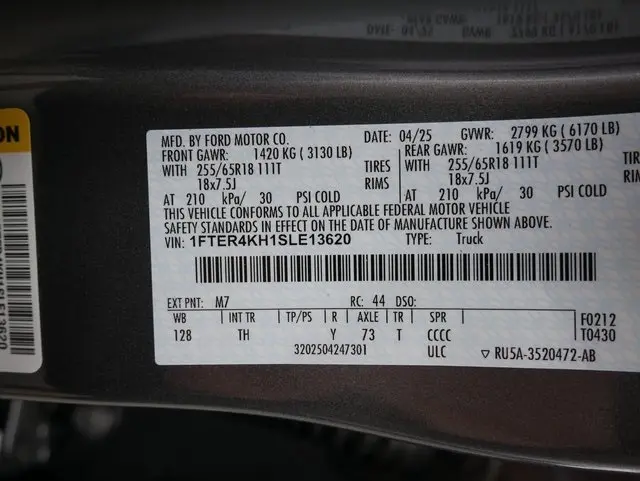 MFD. BY FORD MOTOR CO. DATE: 04/25 GVWR: 2799 KG ( 6170 LB)
FRONT GAWR: 1420 KG ( 3130 LB) REAR GAWR: 1619 KG ( 3570 LB)
WITH 255/65R18 111T TIRES WITH 255/65R18 111T
18x7.5J RIMS 18x7.5J
AT 210 kPa/ 30 PSI COLD AT 210 kPa/ 30 PSI COLD
THIS VEHICLE CONFORMS TO ALL APPLICABLE FEDERAL MOTOR VEHICLE
SAFETY STANDARDS IN EFFECT ON THE DATE OF MANUFACTURE SHOWN ABOVE.
VIN: 1FTER4KH1SLE13620 TYPE: Truck
EXT PNT: M7 RC: 44 DSO:
WB INT TR TP/PS R AXLE TR SPR F0212
128 TH Y 73 T CCCC T0430
3202504247301 ULC ▽ RU5A-3520472-AB
ON